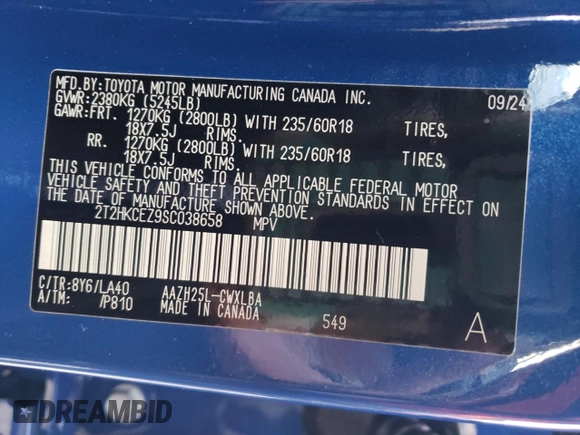 MFD.BY:TOYOTA MOTOR MANUFACTURING CANADA INC. 09/24
GVWR:2380KG (5245LB)
GAWR:FRT. 1270KG (2800LB) WITH 235/60R18 TIRES,
18X7.5J RIMS.
RR. 1270KG (2800LB) WITH 235/60R18 TIRES,
18X7.5J RIMS.
THIS VEHICLE CONFORMS TO ALL APPLICABLE FEDERAL MOTOR
VEHICLE SAFETY AND THEFT PREVENTION STANDARDS IN EFFECT ON
THE DATE OF MANUFACTURE SHOWN ABOVE.
2T2HKCEZ9SC038658 MPV
C/TR:8Y6/LA40 AAZH25L-CWXLBA
A/TM: /P810 MADE IN CANADA 549 A
DREAMBID